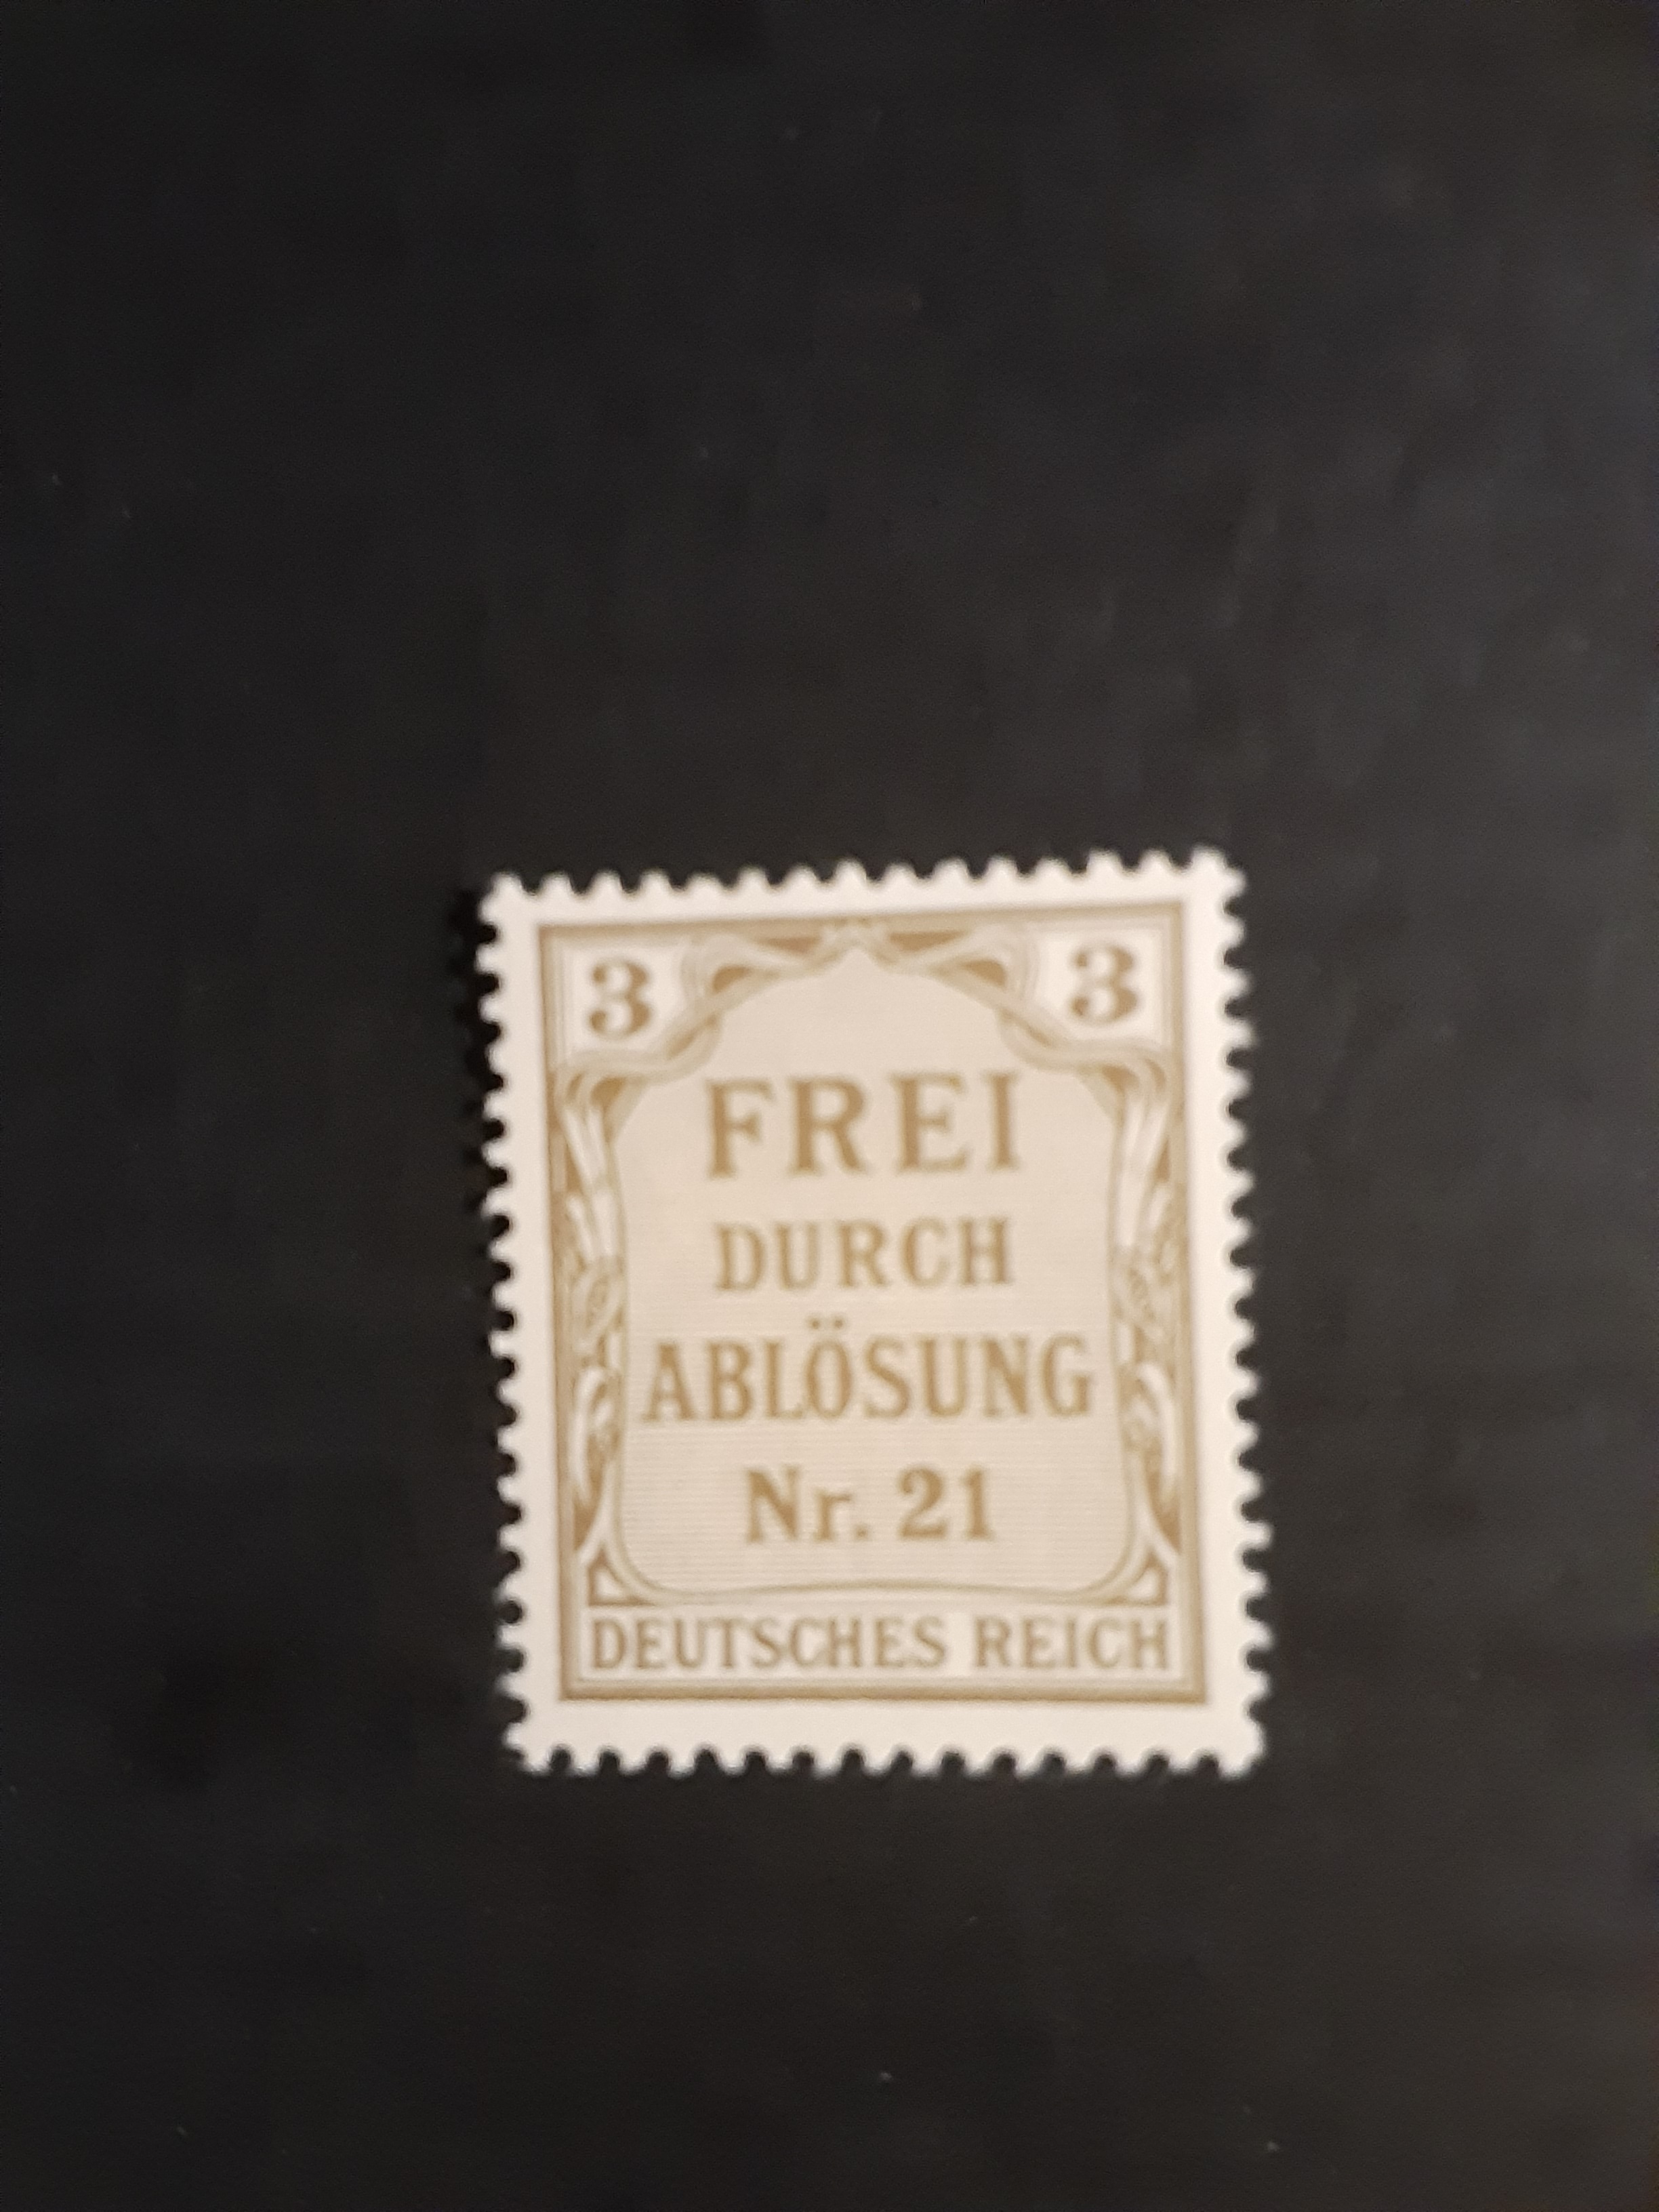 3 3
FREI
DURCH
ABLÖSUNG
Nr. 21
DEUTSCHES REICH